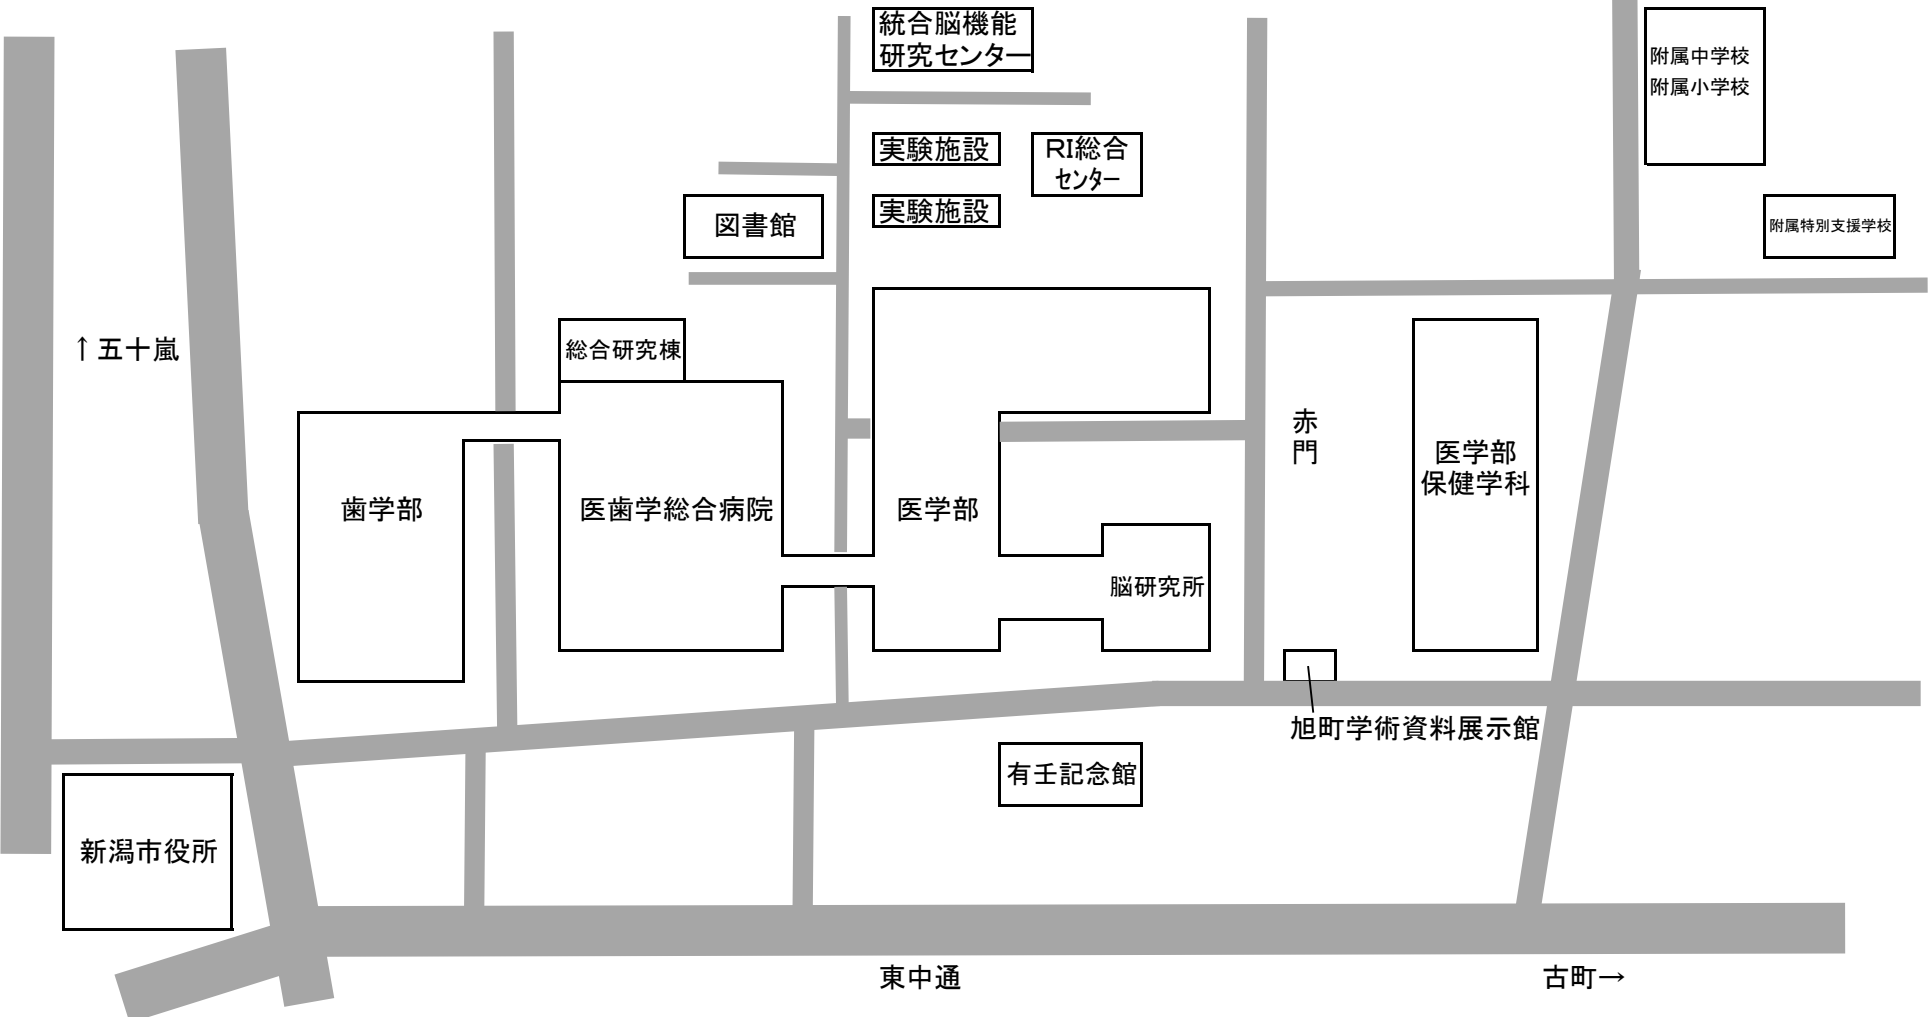 統合脳機能
研究センター
附属中学校
附属小学校
実験施設
RI総合
センター
図書館
実験施設
附属特別支援学校
↑五十嵐
総合研究棟
赤
門
医学部
保健学科
歯学部
医歯学総合病院
医学部
脳研究所
旭町学術資料展示館
有壬記念館
新潟市役所
東中通
古町→